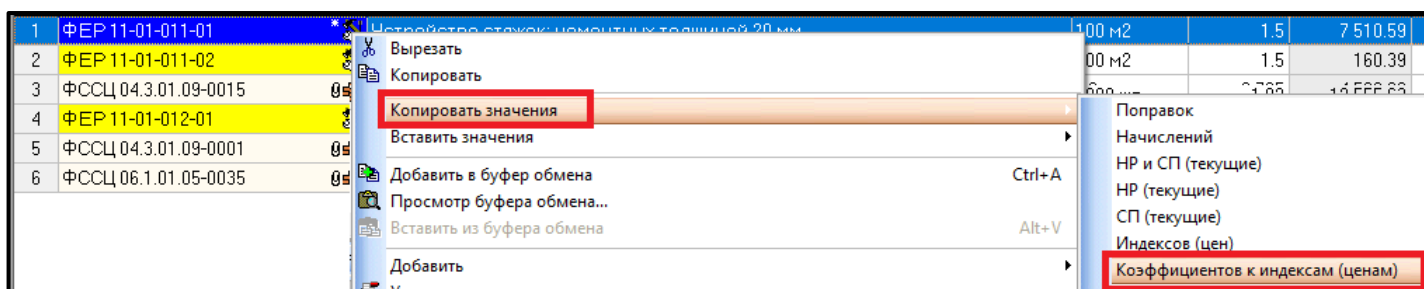 1 ФЕР 11-01-011-01 * Устройство стяжек: цементных толщиной 20 мм 100 м2 1.5 7 510.59
2 ФЕР 11-01-011-02 00 м2 1.5 160.39
3 ФССЦ 04.3.01.09-0015
4 ФЕР 11-01-012-01
5 ФССЦ 04.3.01.09-0001
6 ФССЦ 06.1.01.05-0035
Вырезать
Копировать
Копировать значения
Вставить значения
Добавить в буфер обмена Ctrl+A
Просмотр буфера обмена...
Вставить из буфера обмена Alt+V
Добавить
Поправок
Начислений
НР и СП (текущие)
НР (текущие)
СП (текущие)
Индексов (цен)
Коэффициентов к индексам (ценам)